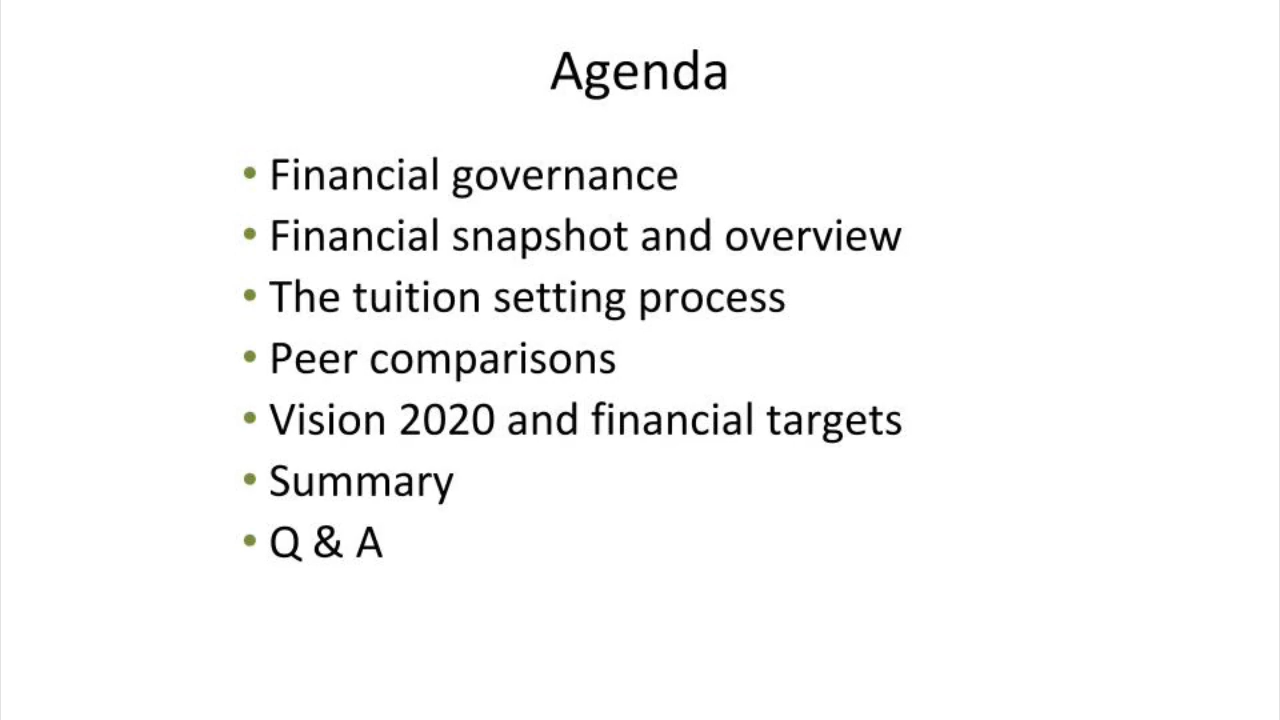 Agenda
• Financial governance
• Financial snapshot and overview
• The tuition setting process
• Peer comparisons
• Vision 2020 and financial targets
• Summary
• Q & A